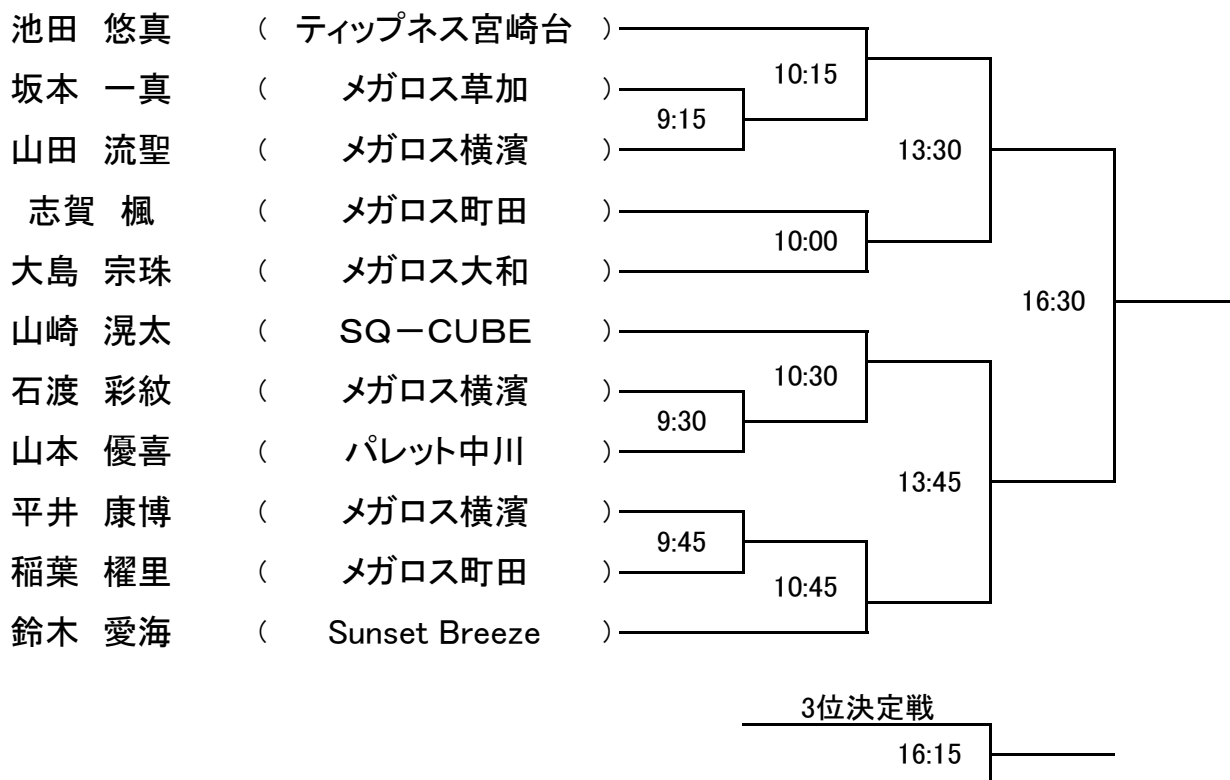 池田　悠真 （ ティップネス宮崎台 ）
10:15
坂本　一真 （ メガロス草加 ）
9:15
山田　流聖 （ メガロス横濱 ）
13:30
志賀　楓 （ メガロス町田 ）
10:00
大島　宗珠 （ メガロス大和 ）
16:30
山崎　滉太 （ ＳＱ－ＣＵＢＥ ）
10:30
石渡　彩紋 （ メガロス横濱 ）
9:30
山本　優喜 （ パレット中川 ）
13:45
平井　康博 （ メガロス横濱 ）
9:45
稲葉　櫂里 （ メガロス町田 ）
10:45
鈴木　愛海 （ Sunset Breeze ）
3位決定戦
16:15